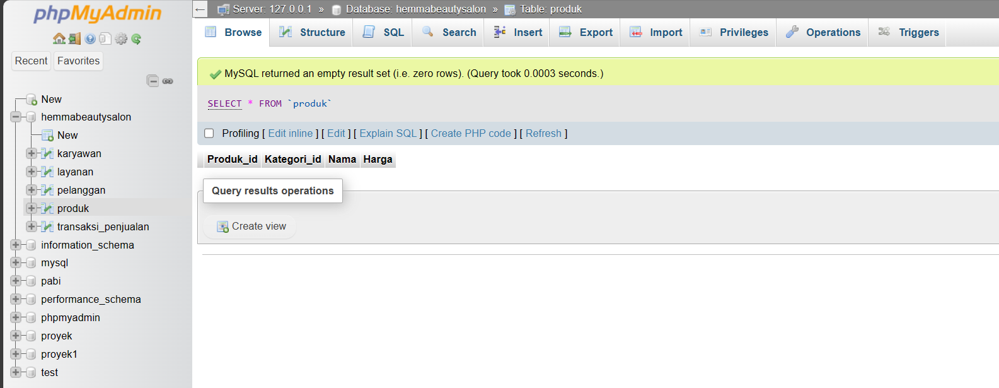 phpMyAdmin
Recent Favorites
New
hemmabeautysalon
New
karyawan
layanan
pelanggan
produk
transaksi_penjualan
information_schema
mysql
pabi
performance_schema
phpmyadmin
proyek
proyek1
test
Server: 127.0.0.1 » Database: hemmabeautysalon » Table: produk
Browse Structure SQL Search Insert Export Import Privileges Operations Triggers
MySQL returned an empty result set (i.e. zero rows). (Query took 0.0003 seconds.)
SELECT * FROM `produk`
Profiling [ Edit inline ] [ Edit ] [ Explain SQL ] [ Create PHP code ] [ Refresh ]
Produk_id Kategori_id Nama Harga
Query results operations
Create view